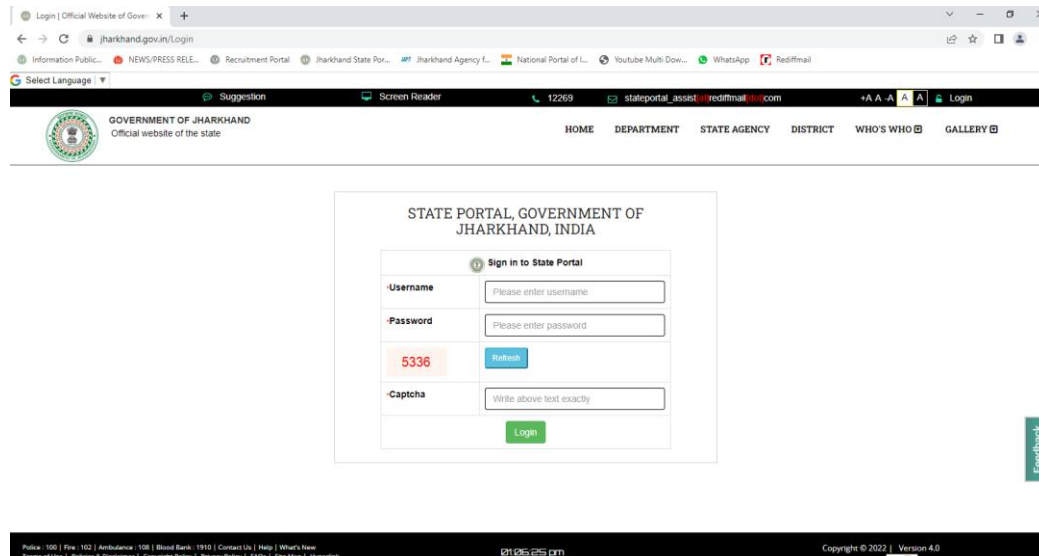 Login | Official Website of Gover
jharkhand.gov.in/Login
Information Public... NEWS/PRESS RELE... Recruitment Portal Jharkhand State Por... Jharkhand Agency f... National Portal of I... Youtube Multi Dow... WhatsApp Rediffmail
Select Language ▼
Suggestion Screen Reader 12269 stateportal_assist[at]rediffmail[dot]com +A A -A A A Login
GOVERNMENT OF JHARKHAND
Official website of the state
HOME DEPARTMENT STATE AGENCY DISTRICT WHO'S WHO GALLERY
STATE PORTAL, GOVERNMENT OF
JHARKHAND, INDIA
Sign in to State Portal
*Username Please enter username
*Password Please enter password
5336 Refresh
*Captcha Write above text exactly
Login
Feedback
Police : 100 | Fire : 102 | Ambulance : 108 | Blood Bank : 1910 | Contact Us | Help | What's New
01:06:25 pm
Copyright © 2022 | Version 4.0